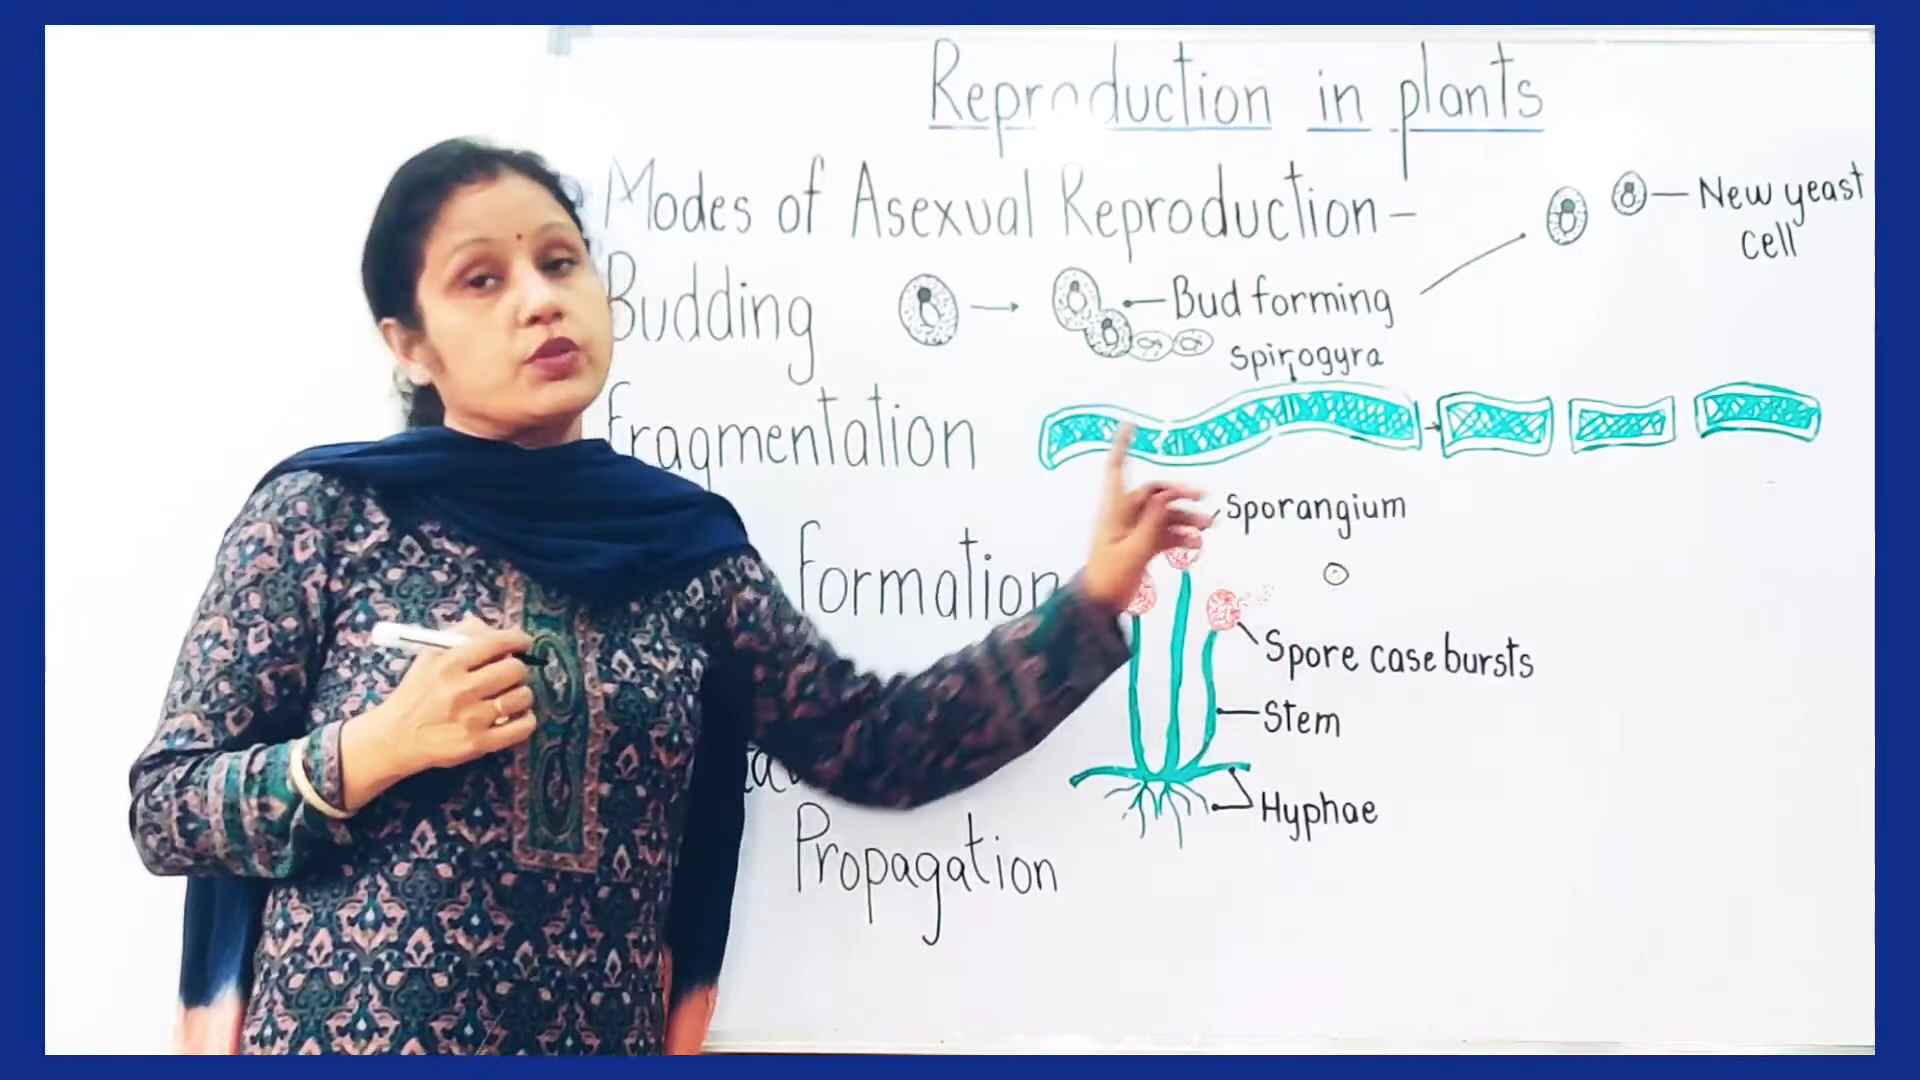 Reproduction in plants
Modes of Asexual Reproduction-
New yeast
cell
Budding
Bud forming
Spirogyra
Fragmentation
Sporangium
Formation
Spore case bursts
Stem
Hyphae
Propagation